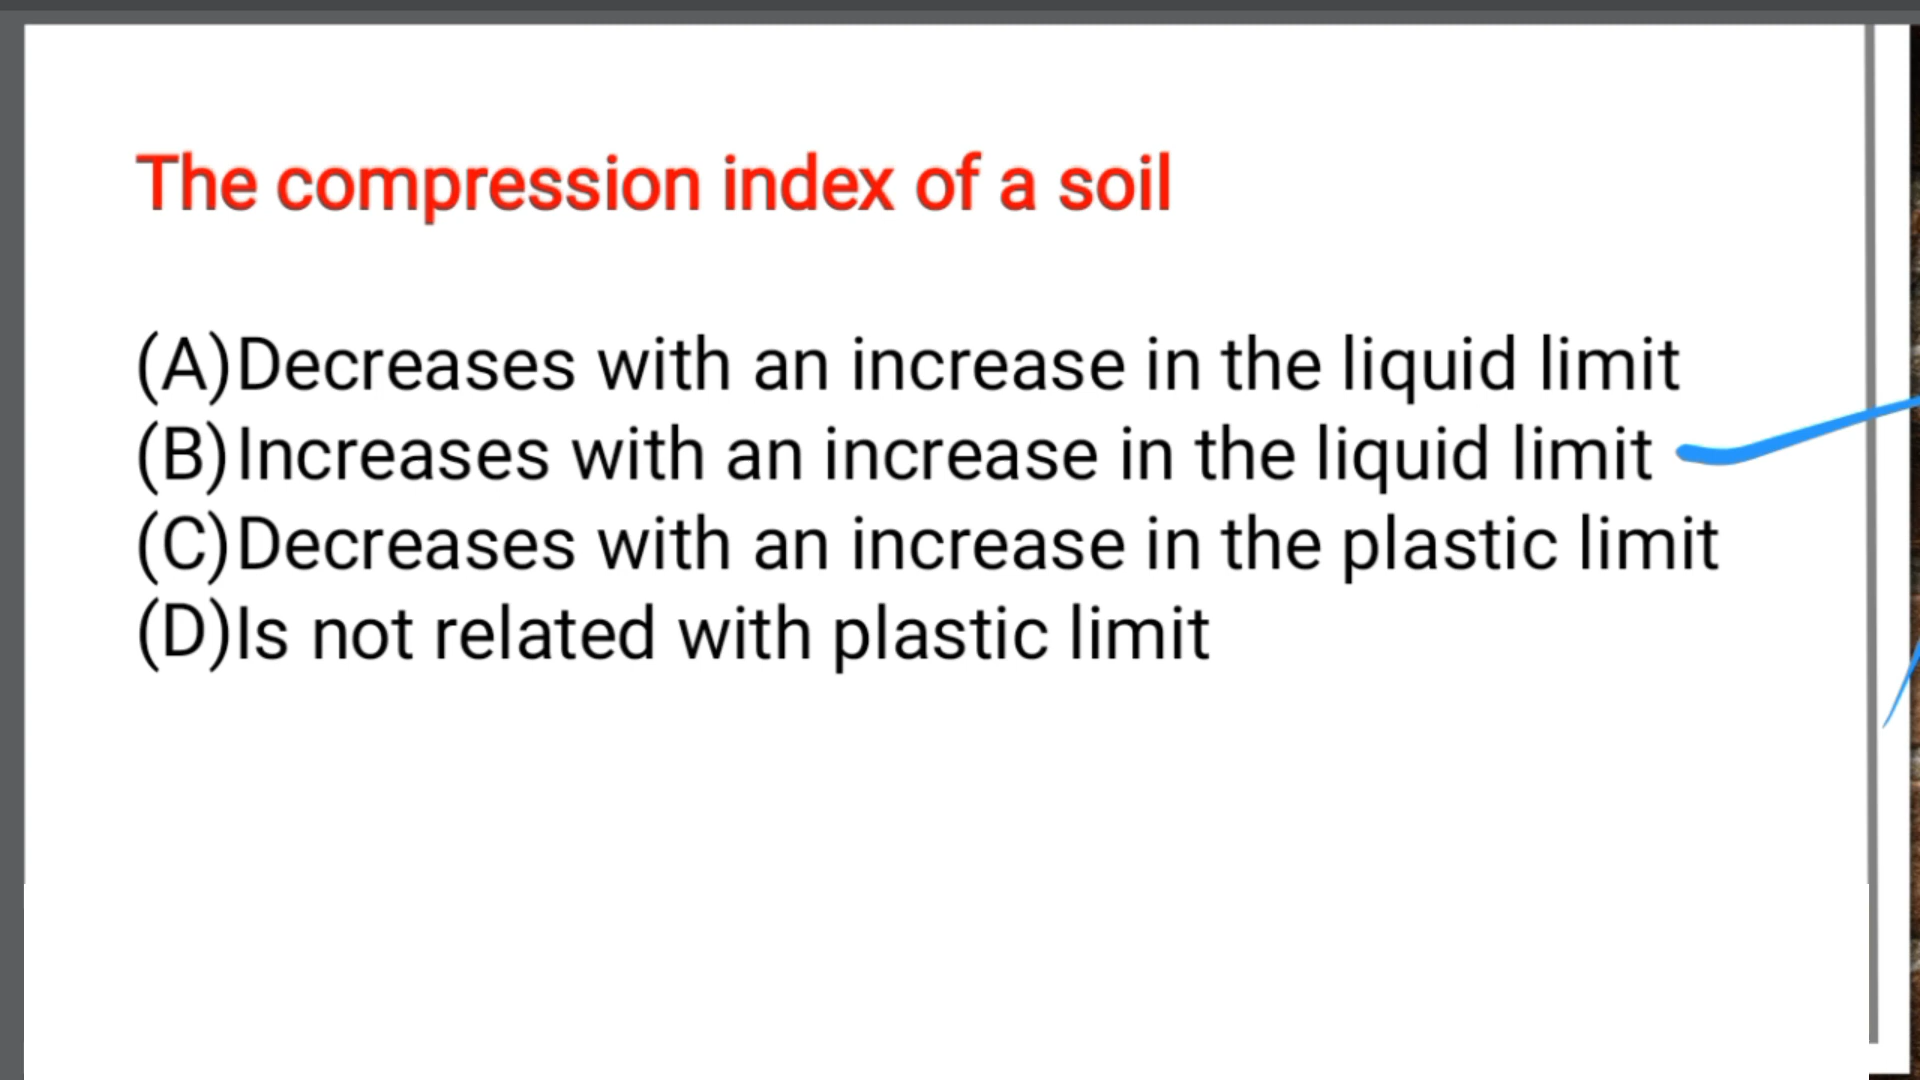 The compression index of a soil
(A)Decreases with an increase in the liquid limit
(B)Increases with an increase in the liquid limit
(C)Decreases with an increase in the plastic limit
(D)Is not related with plastic limit